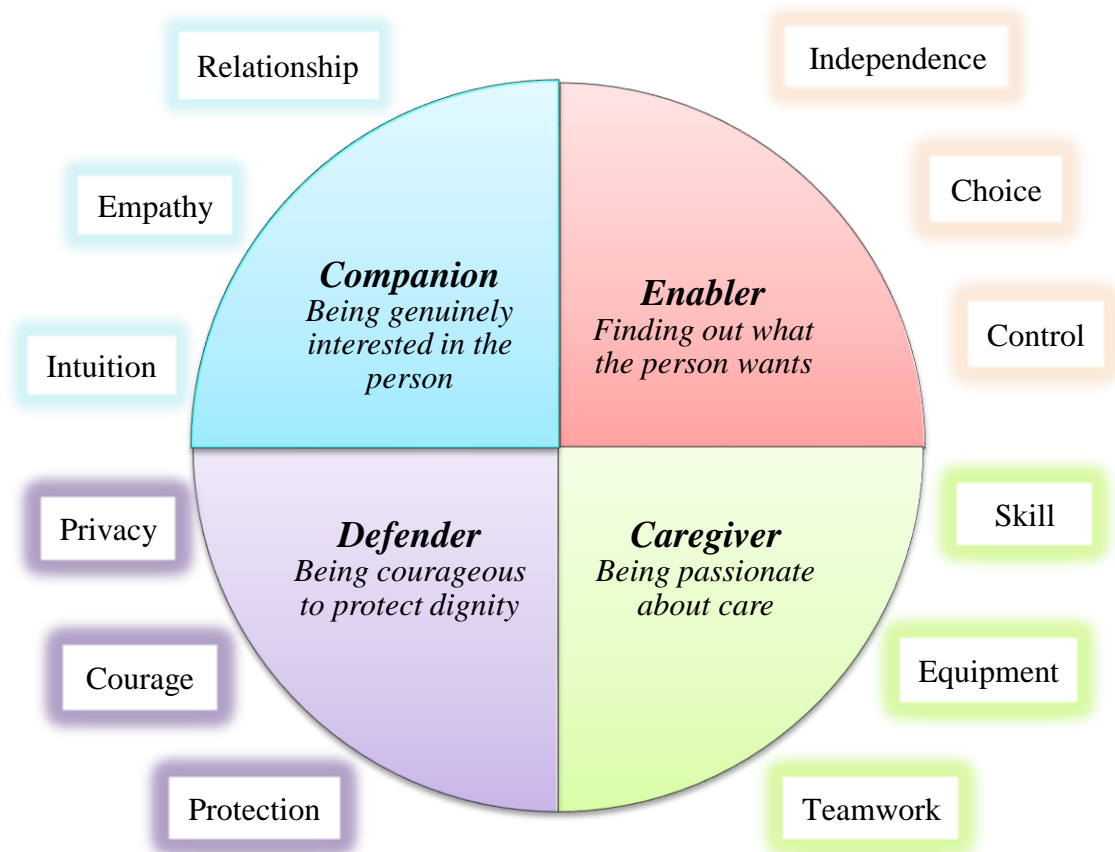 Relationship
Empathy
Intuition
Companion
Being genuinely
interested in the
person
Independence
Choice
Control
Enabler
Finding out what
the person wants
Privacy
Courage
Protection
Defender
Being courageous
to protect dignity
Skill
Equipment
Teamwork
Caregiver
Being passionate
about care